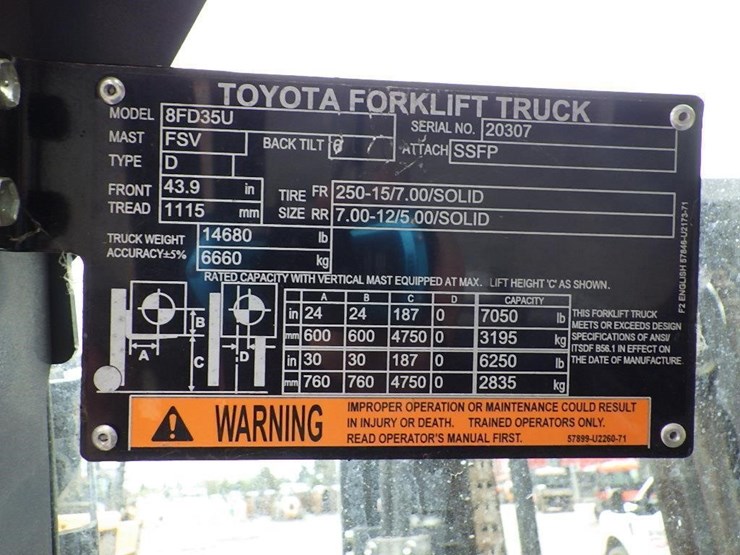 TOYOTA FORKLIFT TRUCK
MODEL 8FD35U SERIAL NO. 20307
MAST FSV BACK TILT 6 ATTACH SSFP
TYPE D
FRONT TREAD 43.9 in TIRE SIZE FR 250-15/7.00/SOLID
1115 mm RR 7.00-12/5.00/SOLID
TRUCK WEIGHT 14680 lb
ACCURACY±5% 6660 kg
RATED CAPACITY WITH VERTICAL MAST EQUIPPED AT MAX. LIFT HEIGHT 'C' AS SHOWN.
A B C D CAPACITY
in 24 24 187 0 7050 lb
mm 600 600 4750 0 3195 kg
in 30 30 187 0 6250 lb
mm 760 760 4750 0 2835 kg
A B C D
THIS FORKLIFT TRUCK
MEETS OR EXCEEDS DESIGN
SPECIFICATIONS OF ANSI/
ITSDF B56.1 IN EFFECT ON
THE DATE OF MANUFACTURE.
F2 ENGLISH 57846-U2173-71
WARNING
IMPROPER OPERATION OR MAINTENANCE COULD RESULT
IN INJURY OR DEATH. TRAINED OPERATORS ONLY.
READ OPERATOR'S MANUAL FIRST. 57899-U2260-71